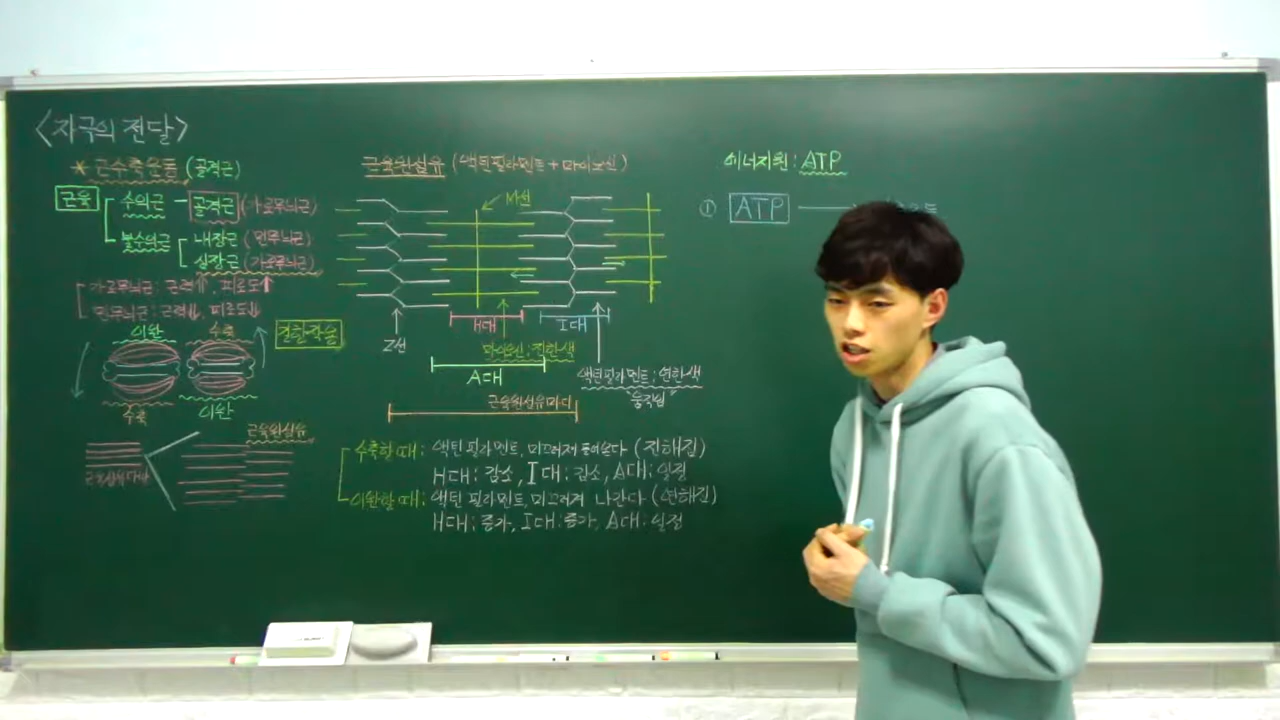 <자극의 전달>
* 근수축운동 (골격근)
근육 수의근 - 골격근 (가로무늬근)
불수의근 내장근 (민무늬근)
심장근 (가로무늬근)
가로무늬근: 근력↑, 피로도↑
민무늬근: 근력↓, 피로도↓
이완 수축
길항작용
수축 이완
근육원섬유
근섬유다발
근육원섬유 (액틴필라멘트 + 마이오신)
M선
Z선
H대
I대
마이오신: 진한색
A대
액틴필라멘트: 연한색
"움직임"
근육원섬유마디
수축할 때: 액틴 필라멘트, 미끄러져 들어온다 (진해짐)
H대: 감소, I대: 감소, A대: 일정
이완할 때: 액틴 필라멘트, 미끄러져 나간다 (연해짐)
H대: 증가, I대: 증가, A대: 일정
에너지원: ATP
① ATP